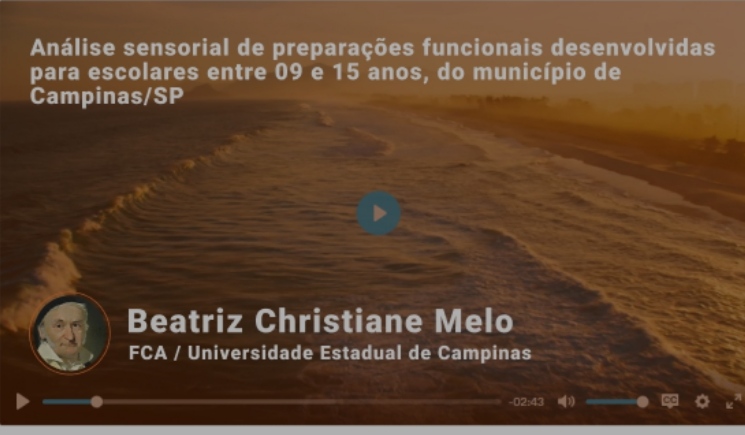 Análise sensorial de preparações funcionais desenvolvidas
para escolares entre 09 e 15 anos, do município de
Campinas/SP
Beatriz Christiane Melo
FCA / Universidade Estadual de Campinas
-02:43
CC